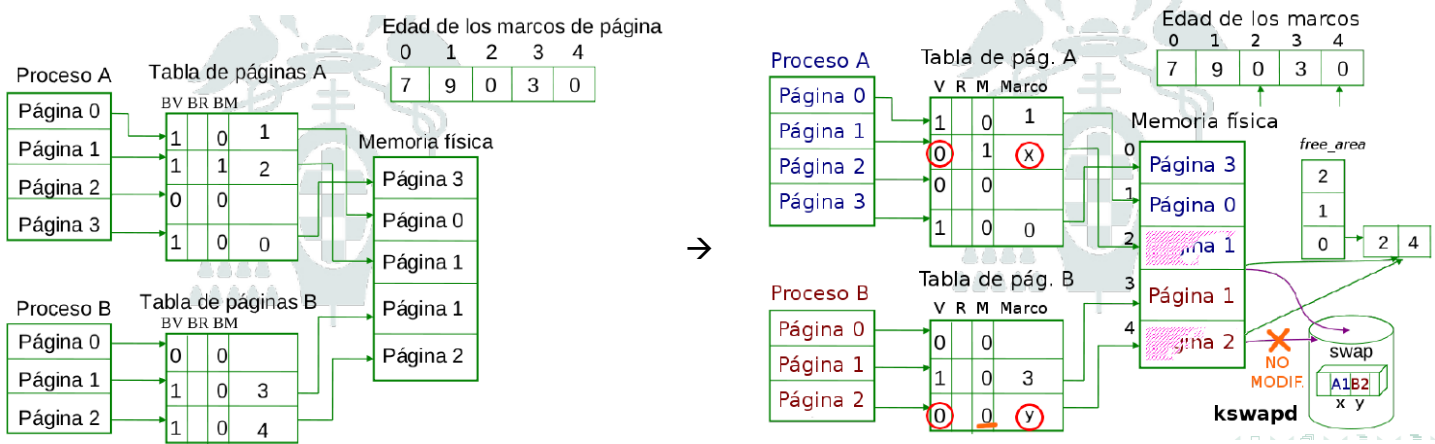 Edad de los marcos de página
0 1 2 3 4
7 9 0 3 0
Proceso A
Página 0
Página 1
Página 2
Página 3
Tabla de páginas A
BV BR BM
1 0 1
1 1 2
0 0
1 0 0
Memoria física
Página 3
Página 0
Página 1
Página 1
Página 2
Proceso B
Página 0
Página 1
Página 2
Tabla de páginas B
BV BR BM
0 0
1 0 3
1 0 4
→
Edad de los marcos
0 1 2 3 4
7 9 0 3 0
Proceso A
Página 0
Página 1
Página 2
Página 3
Tabla de pág. A
V R M Marco
1 0 1
0 1 x
0 0
1 0 0
Memoria física
0 Página 3
1 Página 0
2 gina 1
3 Página 1
4 gina 2
free_area
2
1
0 2 4
Proceso B
Página 0
Página 1
Página 2
Tabla de pág. B
V R M Marco
0 0
1 0 3
0 0 y
NO
MODIF.
swap
A1 B2
x y
kswapd